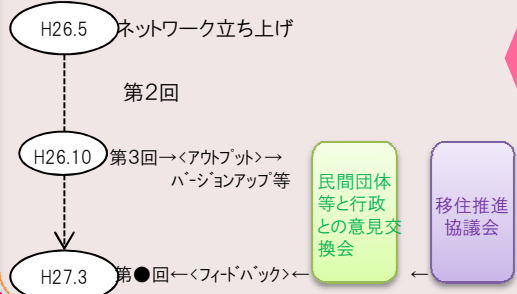 H26.5 ネットワーク立ち上げ
第2回
H26.10 第3回→<アウトプット>→
バージョンアップ等
民間団体
等と行政
との意見交
換会
移住推進
協議会
H27.3 第●回←<フィードバック>← ←